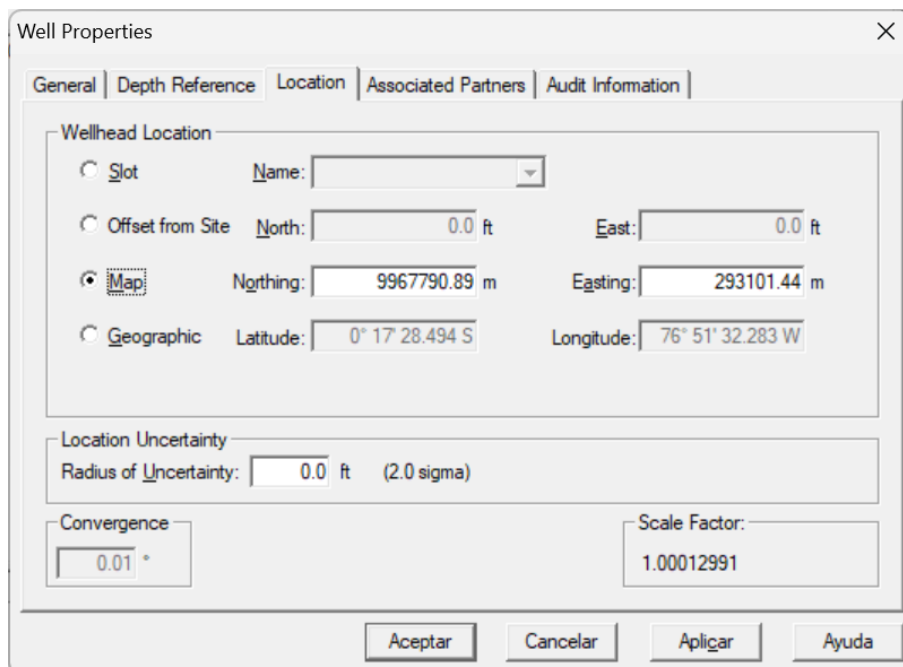 Well Properties
General Depth Reference Location Associated Partners Audit Information
Wellhead Location
Slot Name:
Offset from Site North: 0.0 ft East: 0.0 ft
Map Northing: 9967790.89 m Easting: 293101.44 m
Geographic Latitude: 0° 17' 28.494 S Longitude: 76° 51' 32.283 W
Location Uncertainty
Radius of Uncertainty: 0.0 ft (2.0 sigma)
Convergence Scale Factor:
0.01 ° 1.00012991
Aceptar Cancelar Aplicar Ayuda